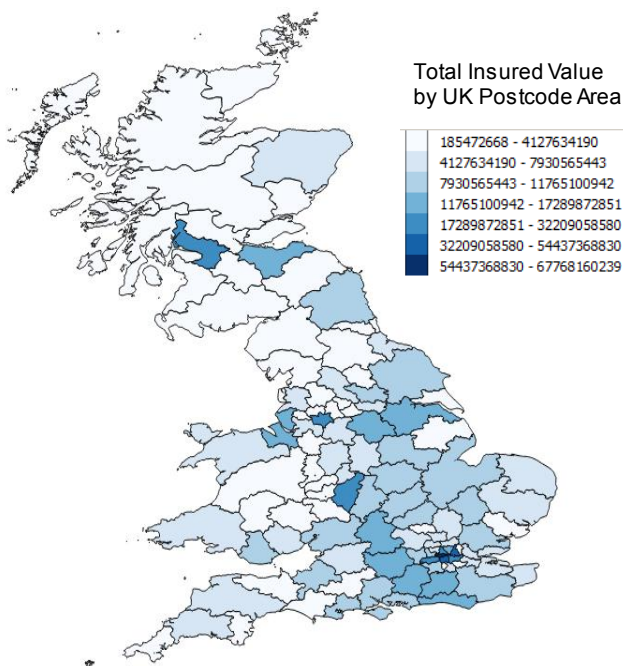 Total Insured Value
by UK Postcode Area
185472668 - 4127634190
4127634190 - 7930565443
7930565443 - 11765100942
11765100942 - 17289872851
17289872851 - 32209058580
32209058580 - 54437368830
54437368830 - 67768160239